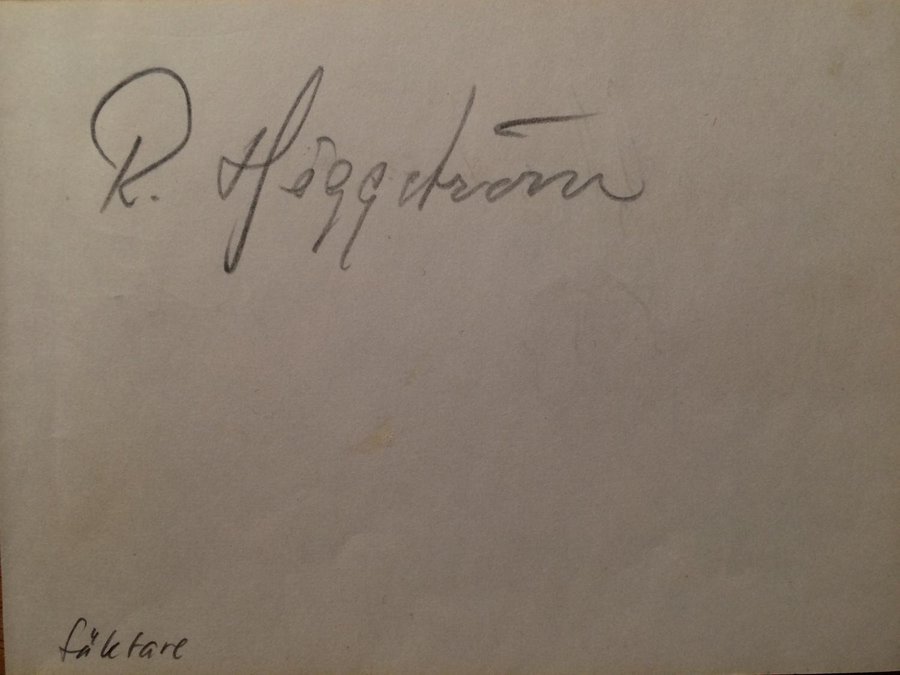 R. Häggström
fäktare